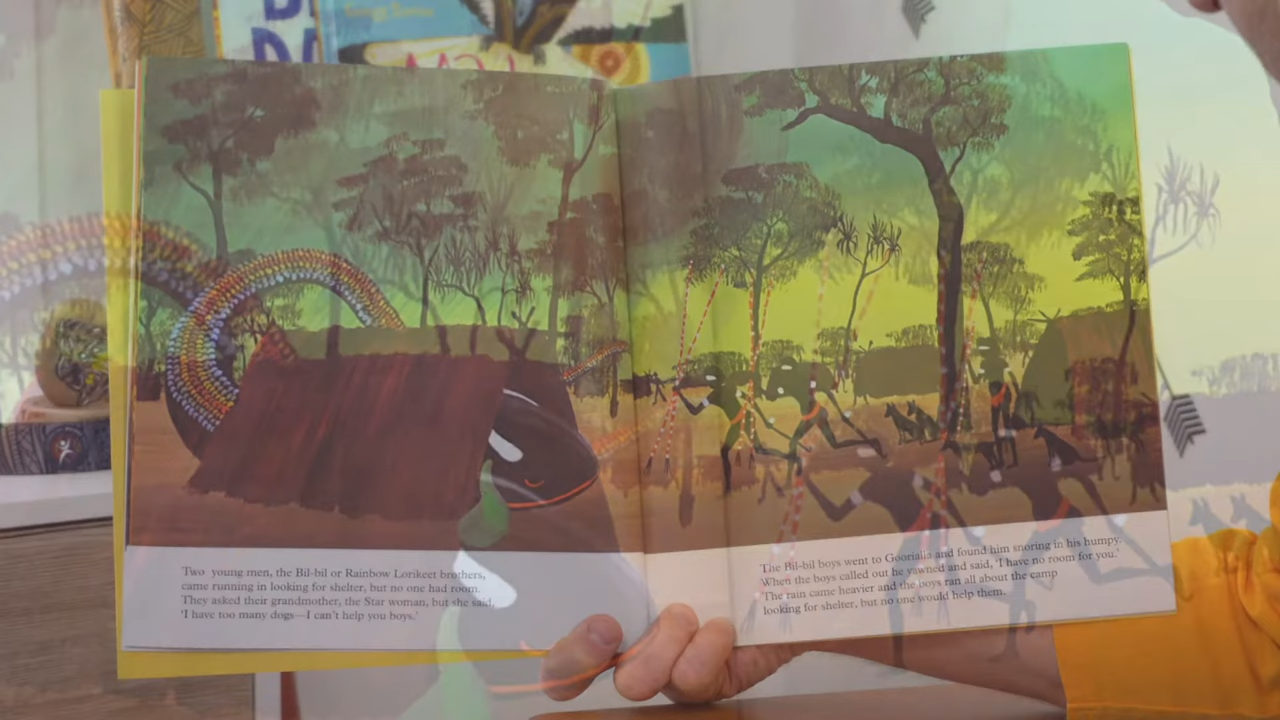 Two young men, the Bil-bil or Rainbow Lorikeet brothers,
came running in looking for shelter, but no one had room.
They asked their grandmother, the Star woman, but she said,
'I have too many dogs—I can't help you boys.'
The Bil-bil boys went to Goorialla and found him snoring in his humpy.
When the boys called out he yawned and said, 'I have no room for you.'
The rain came heavier and the boys ran all about the camp
looking for shelter, but no one would help them.